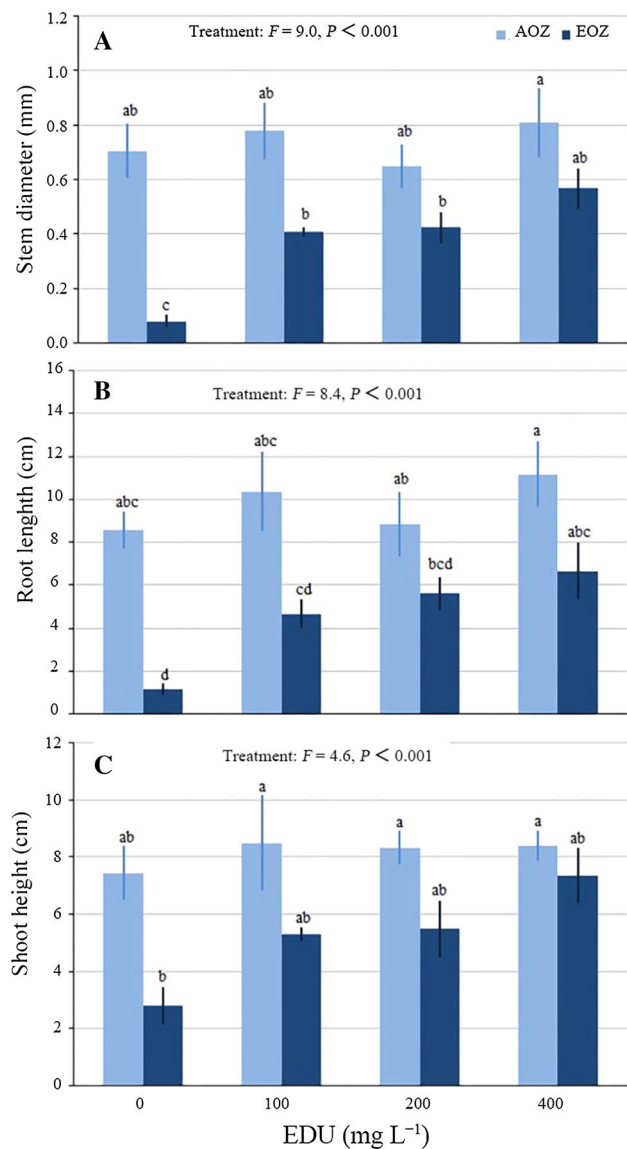 A
Treatment: F = 9.0, P < 0.001
AOZ EOZ
Stem diameter (mm)
1.2
1.0
0.8
0.6
0.4
0.2
0.0
ab
c
ab
b
ab
b
a
ab
B
Treatment: F = 8.4, P < 0.001
Root lenghth (cm)
16
14
12
10
8
6
4
2
0
abc
d
abc
cd
ab
bcd
a
abc
C
Treatment: F = 4.6, P < 0.001
Shoot height (cm)
12
10
8
6
4
2
0
ab
b
a
ab
a
ab
a
ab
0 100 200 400
EDU (mg L⁻¹)